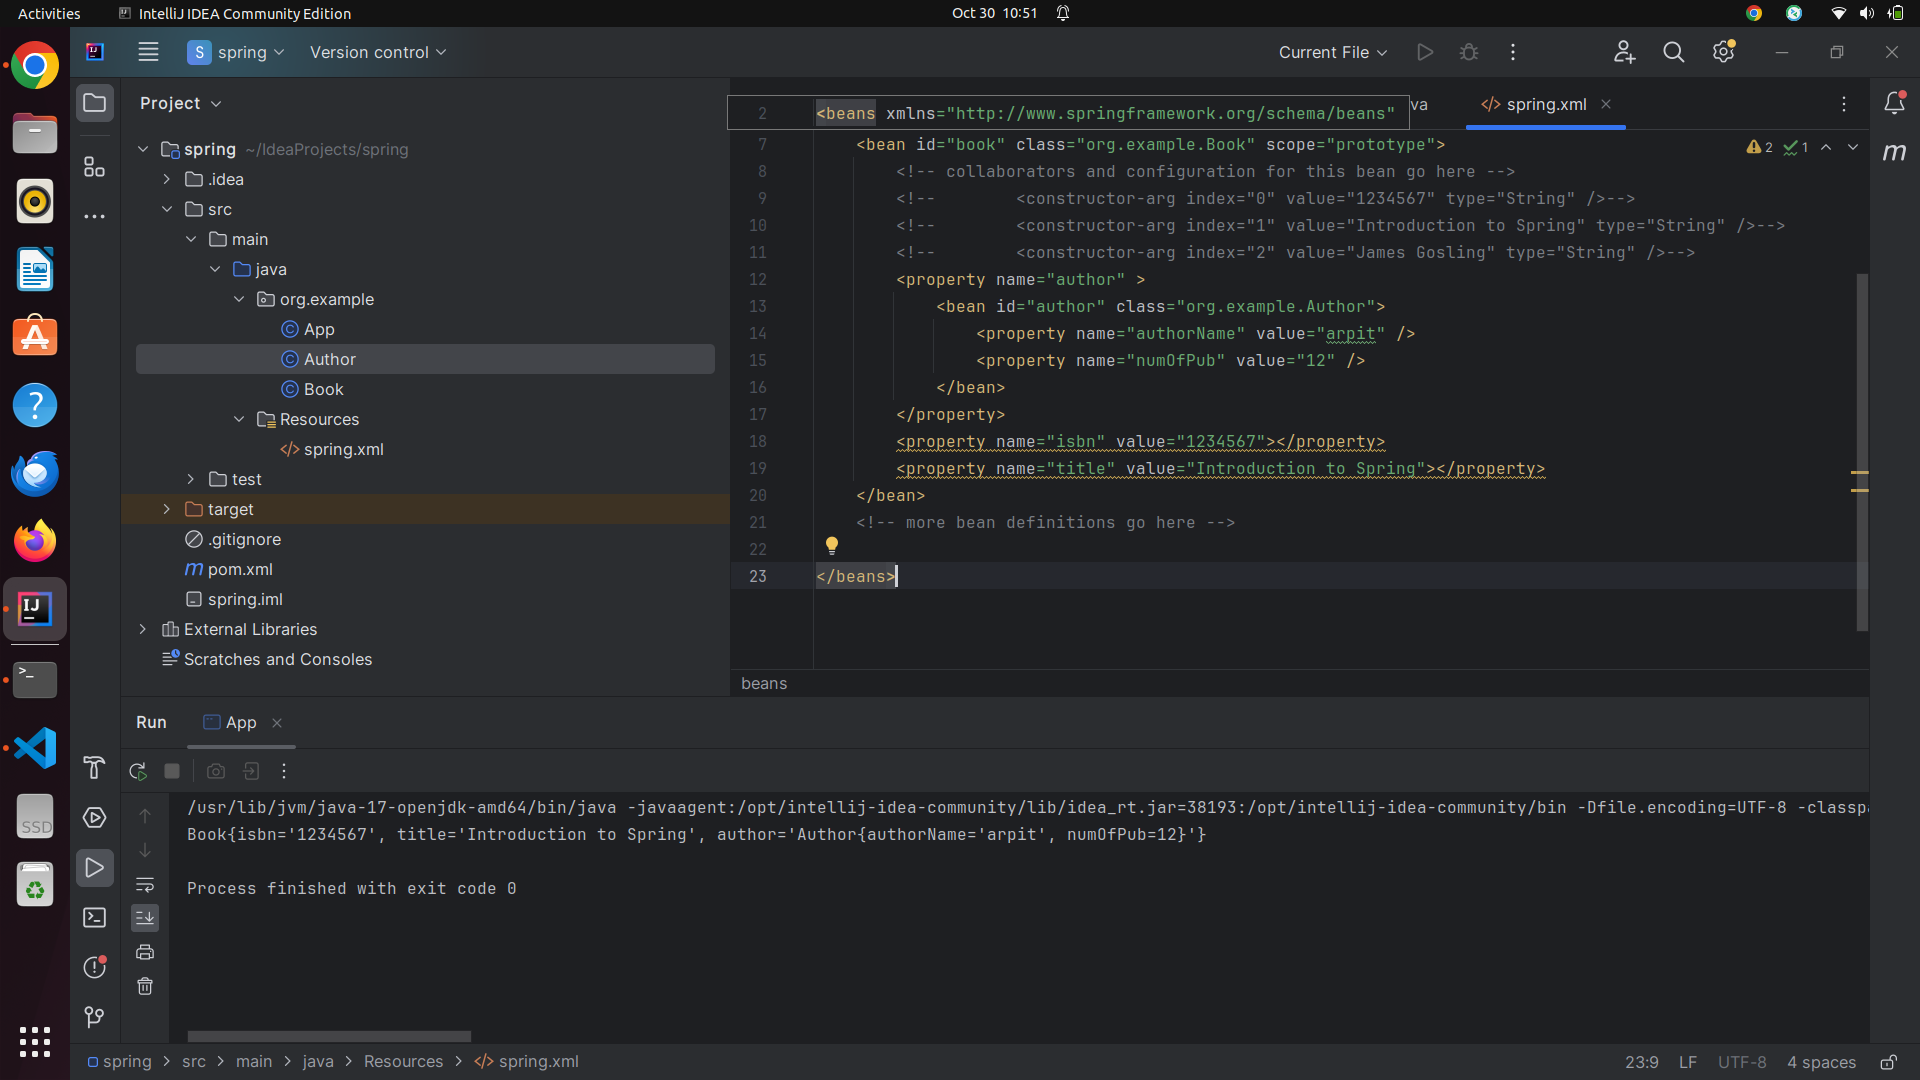 Activities
IntelliJ IDEA Community Edition
Oct 30 10:51
S spring
Version control
Current File
Project
2 <beans xmlns="http://www.springframework.org/schema/beans"
va
</> spring.xml
spring ~/IdeaProjects/spring
.idea
src
main
java
org.example
App
Author
Book
Resources
</> spring.xml
test
target
.gitignore
m pom.xml
spring.iml
External Libraries
Scratches and Consoles
2 1
m
7 <bean id="book" class="org.example.Book" scope="prototype">
8 <!-- collaborators and configuration for this bean go here -->
9 <!-- <constructor-arg index="0" value="1234567" type="String" />-->
10 <!-- <constructor-arg index="1" value="Introduction to Spring" type="String" />-->
11 <!-- <constructor-arg index="2" value="James Gosling" type="String" />-->
12 <property name="author" >
13 <bean id="author" class="org.example.Author">
14 <property name="authorName" value="arpit" />
15 <property name="numOfPub" value="12" />
16 </bean>
17 </property>
18 <property name="isbn" value="1234567"></property>
19 <property name="title" value="Introduction to Spring"></property>
20 </bean>
21 <!-- more bean definitions go here -->
22
23 </beans>
beans
Run
App
/usr/lib/jvm/java-17-openjdk-amd64/bin/java -javaagent:/opt/intellij-idea-community/lib/idea_rt.jar=38193:/opt/intellij-idea-community/bin -Dfile.encoding=UTF-8 -classpa
Book{isbn='1234567', title='Introduction to Spring', author='Author{authorName='arpit', numOfPub=12}'}
Process finished with exit code 0
SSD
IJ
spring > src > main > java > Resources > </> spring.xml
23:9 LF UTF-8 4 spaces